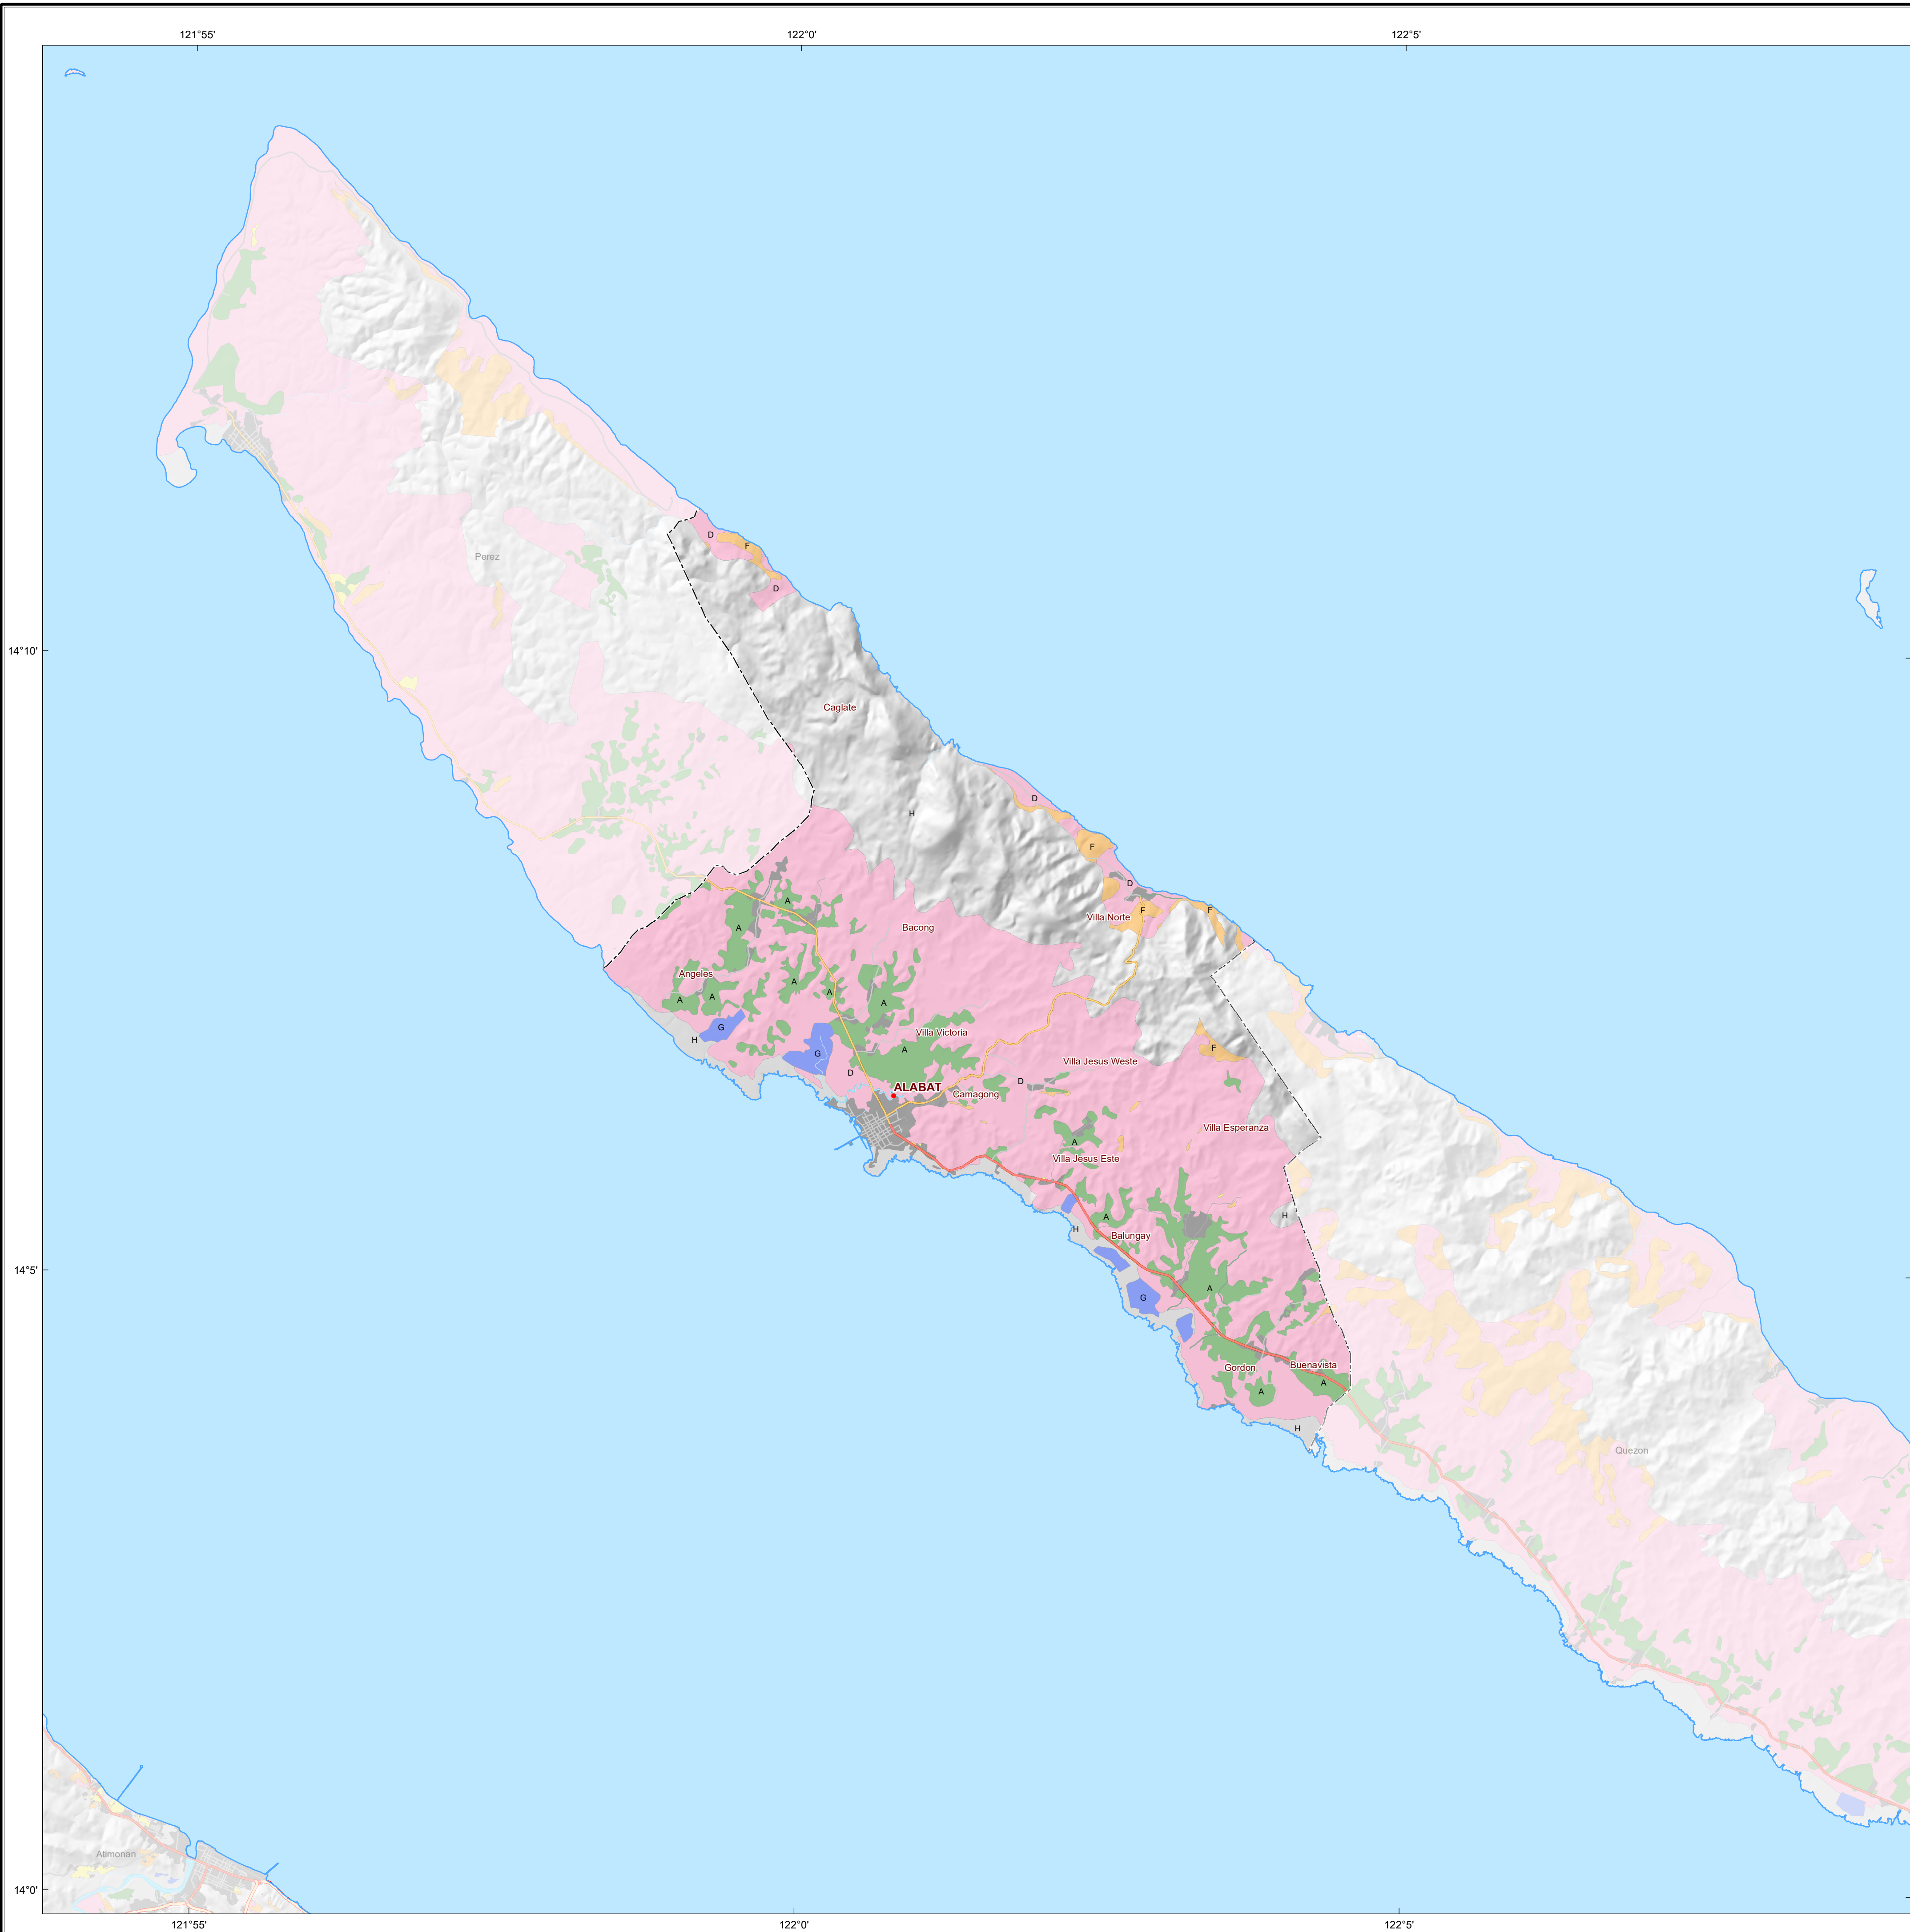 121°55' 122°0' 122°5'
D
F
Perez
D
14°10'
Caglate
D
H
F
D
A
F
F
Villa Norte
A
Bacong
Angeles
A
A
A
A
A
G
H
Villa Victoria
G
A
F
Villa Jesus Weste
D
D
ALABAT
Camagong
Villa Esperanza
A
Villa Jesus Este
A
H
H
Balungay
14°5'
A
G
Gordon
Buenavista
A
A
H
Quezon
Atimonan
14°0'
121°55' 122°0' 122°5'